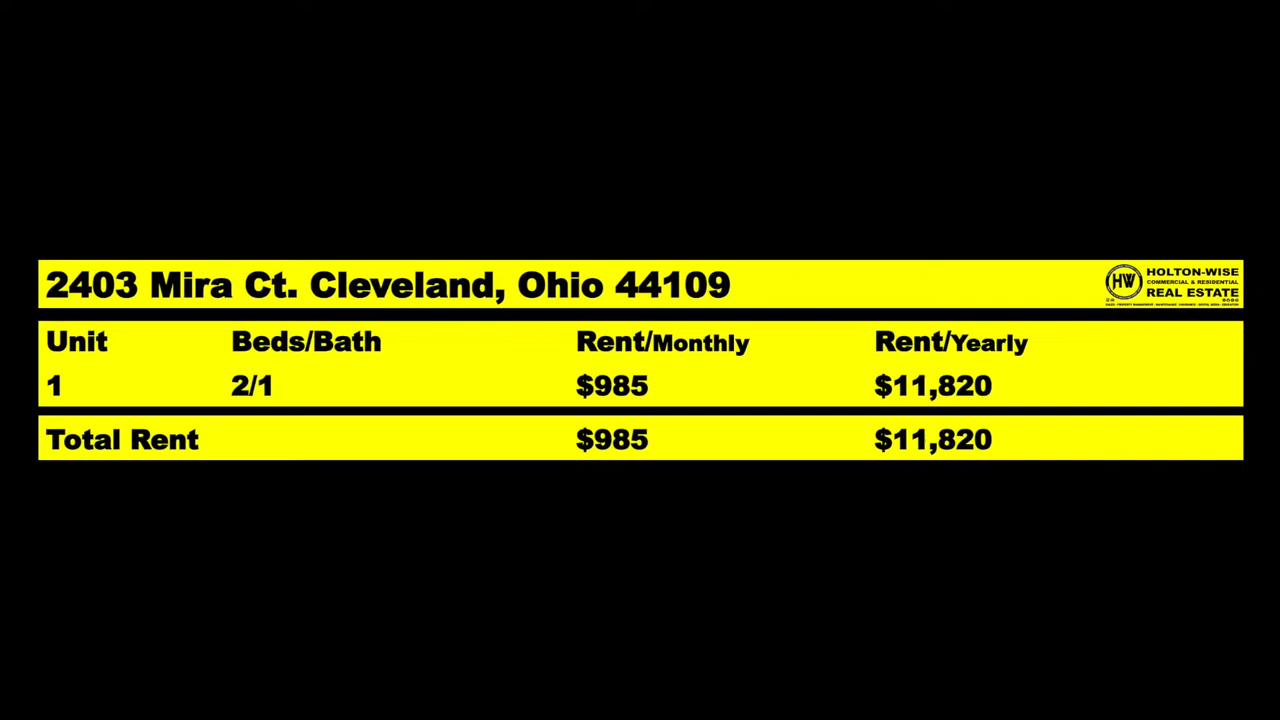 2403 Mira Ct. Cleveland, Ohio 44109
HW
HOLTON-WISE
COMMERCIAL & RESIDENTIAL
REAL ESTATE
Unit Beds/Bath Rent/Monthly Rent/Yearly
1 2/1 $985 $11,820
Total Rent $985 $11,820